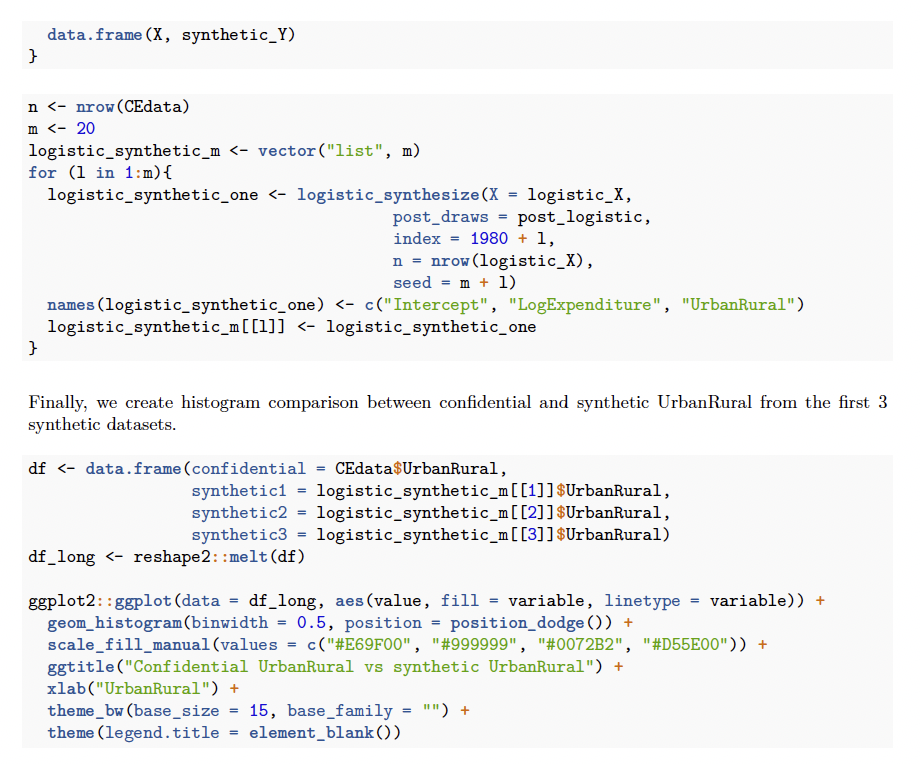 data.frame(X, synthetic_Y)
}
n <- nrow(CEdata)
m <- 20
logistic_synthetic_m <- vector("list", m)
for (l in 1:m){
  logistic_synthetic_one <- logistic_synthesize(X = logistic_X,
                                      post_draws = post_logistic,
                                      index = 1980 + l,
                                      n = nrow(logistic_X),
                                      seed = m + l)
  names(logistic_synthetic_one) <- c("Intercept", "LogExpenditure", "UrbanRural")
  logistic_synthetic_m[[l]] <- logistic_synthetic_one
}
Finally, we create histogram comparison between confidential and synthetic UrbanRural from the first 3
synthetic datasets.
df <- data.frame(confidential = CEdata$UrbanRural,
                 synthetic1 = logistic_synthetic_m[[1]]$UrbanRural,
                 synthetic2 = logistic_synthetic_m[[2]]$UrbanRural,
                 synthetic3 = logistic_synthetic_m[[3]]$UrbanRural)
df_long <- reshape2::melt(df)
ggplot2::ggplot(data = df_long, aes(value, fill = variable, linetype = variable)) +
  geom_histogram(binwidth = 0.5, position = position_dodge()) +
  scale_fill_manual(values = c("#E69F00", "#999999", "#0072B2", "#D55E00")) +
  ggtitle("Confidential UrbanRural vs synthetic UrbanRural") +
  xlab("UrbanRural") +
  theme_bw(base_size = 15, base_family = "") +
  theme(legend.title = element_blank())